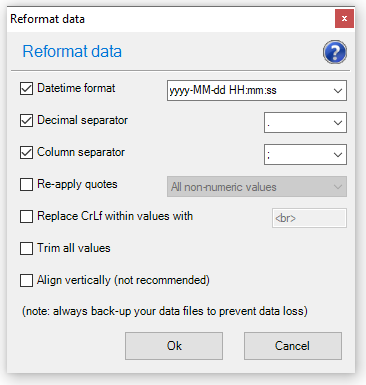 Reformat data
x
Reformat data
?
Datetime format yyyy-MM-dd HH:mm:ss
Decimal separator .
Column separator ;
Re-apply quotes All non-numeric values
Replace CrLf within values with <br>
Trim all values
Align vertically (not recommended)
(note: always back-up your data files to prevent data loss)
Ok Cancel